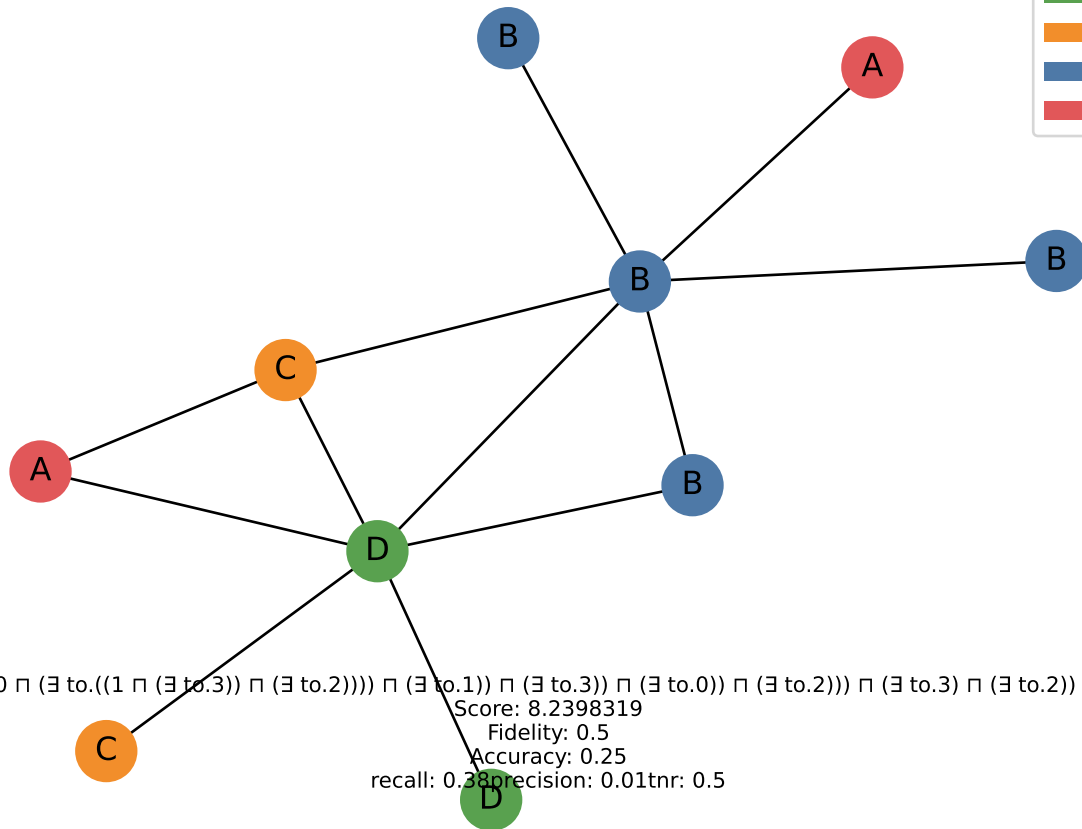 B
A
B
B
C
A
B
D
0 ⊓ (∃ to.((1 ⊓ (∃ to.3)) ⊓ (∃ to.2)))) ⊓ (∃ to.1)) ⊓ (∃ to.3)) ⊓ (∃ to.0)) ⊓ (∃ to.2))) ⊓ (∃ to.3) ⊓ (∃ to.2))
Score: 8.2398319
Fidelity: 0.5
C
Accuracy: 0.25
recall: 0.38precision: 0.01tnr: 0.5
D